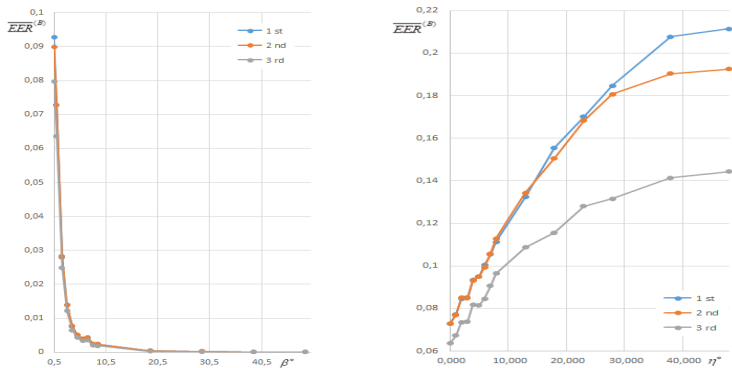 0,1
EER(B)
0,09
0,08
0,07
0,06
0,05
0,04
0,03
0,02
0,01
0
0,5 10,5 20,5 30,5 40,5 β*
1 st
2 nd
3 rd
0,22
EER(B)
0,2
0,18
0,16
0,14
0,12
0,1
0,08
0,06
0,000 10,000 20,000 30,000 40,000 η*
1 st
2 nd
3 rd